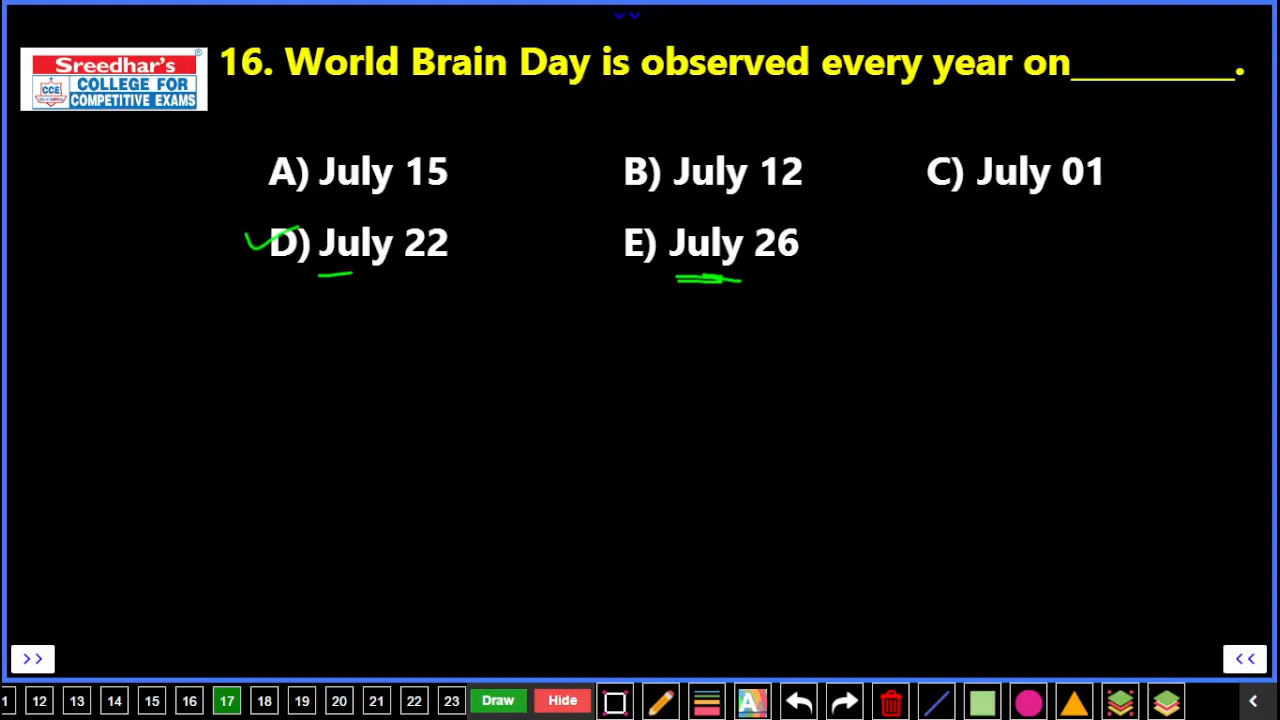 16. World Brain Day is observed every year on_________.
Sreedhar's
CCE
COLLEGE FOR
COMPETITIVE EXAMS
A) July 15 B) July 12 C) July 01
D) July 22 E) July 26
>> <<
1 12 13 14 15 16 17 18 19 20 21 22 23 Draw Hide A <